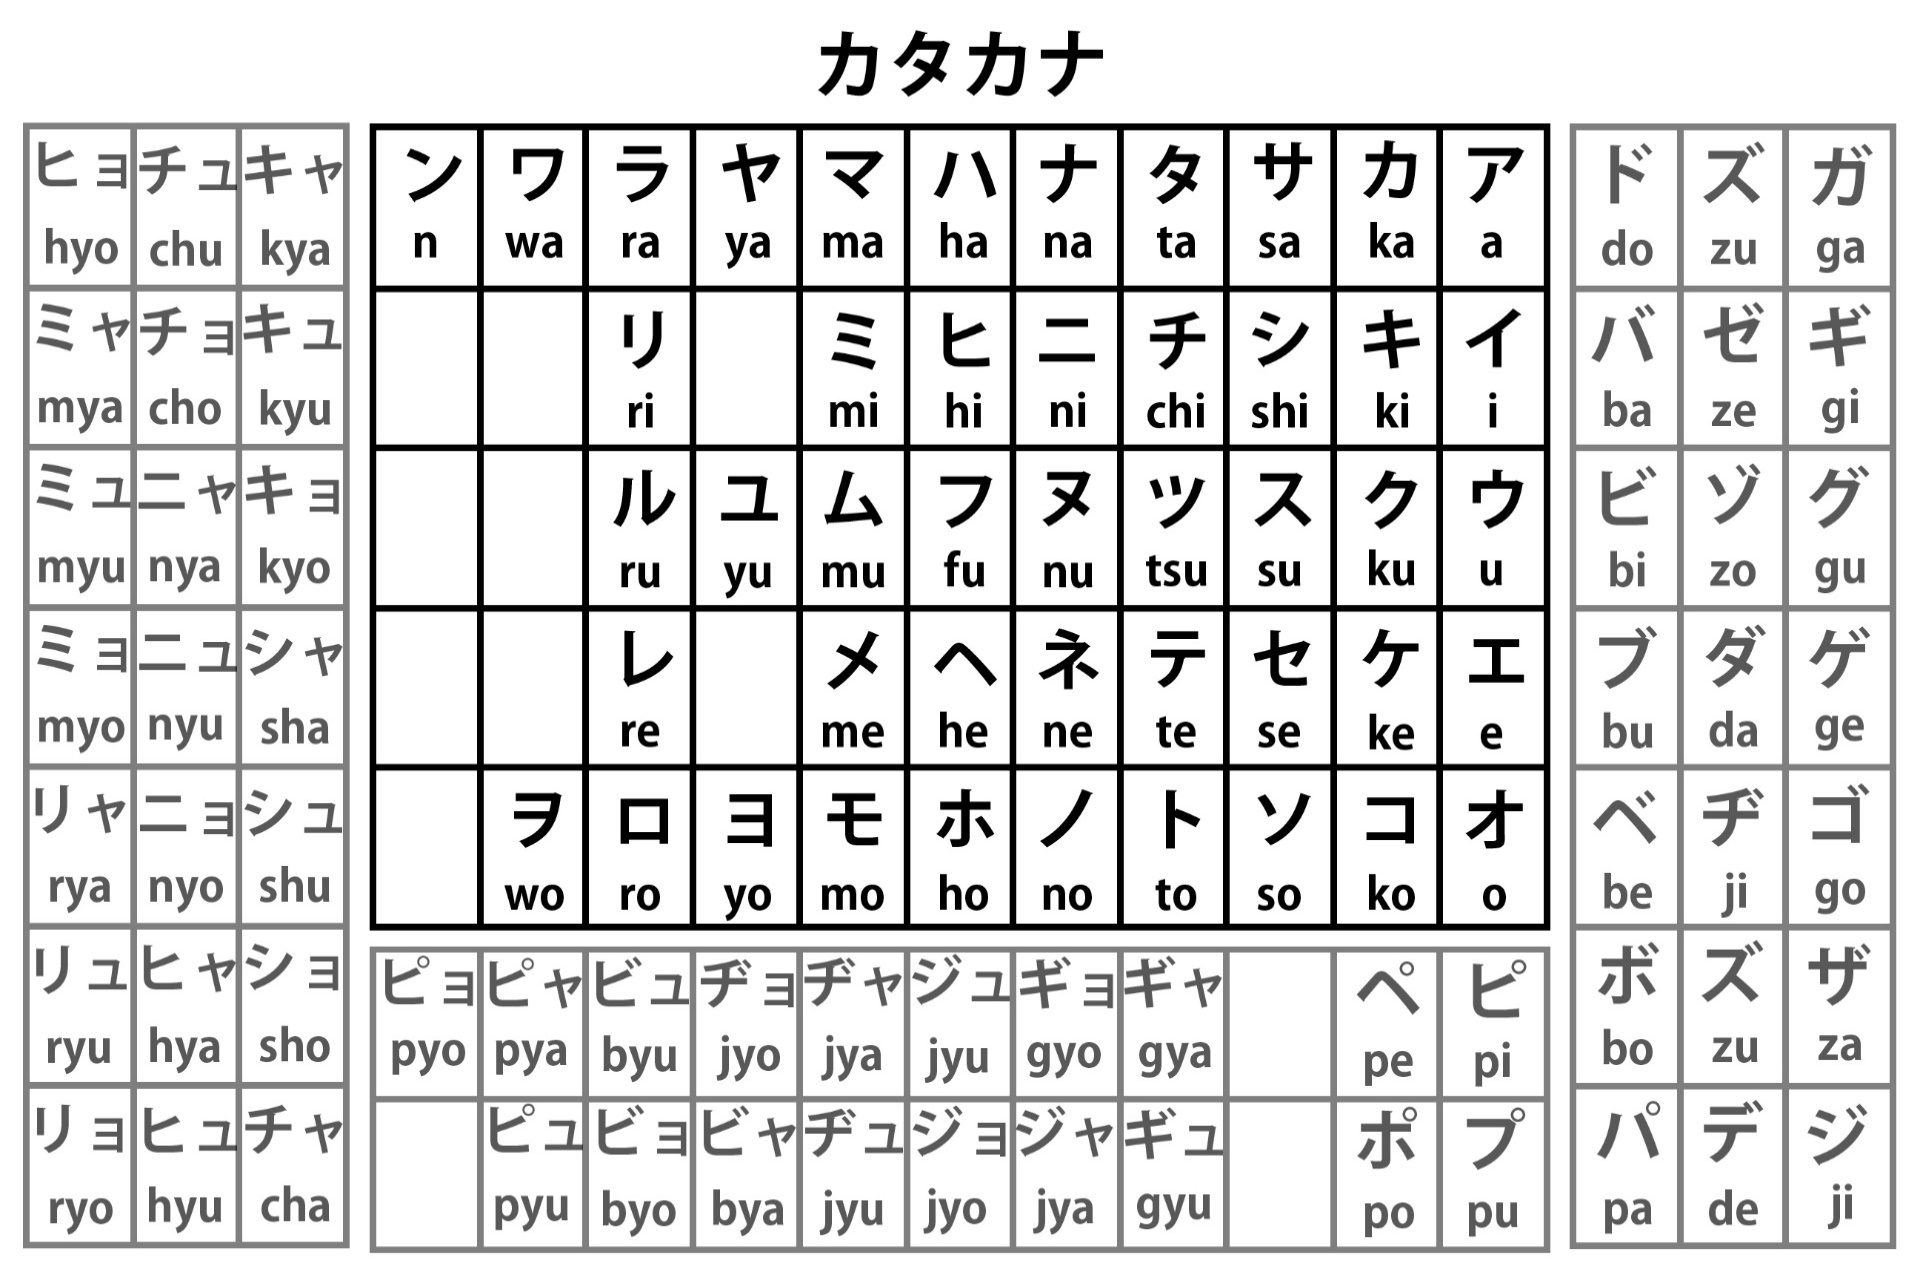 カタカナ
ヒョ チュ キャ
hyo chu kya
ミャ チョ キュ
mya cho kyu
ミュ ニャ キョ
myu nya kyo
ミョ ニュ シャ
myo nyu sha
リャ ニョ シュ
rya nyo shu
リュ ヒャ ショ
ryu hya sho
リョ ヒュ チャ
ryo hyu cha
ン ワ ラ ヤ マ ハ ナ タ サ カ ア
n wa ra ya ma ha na ta sa ka a
リ ミ ヒ ニ チ シ キ イ
ri mi hi ni chi shi ki i
ル ユ ム フ ヌ ツ ス ク ウ
ru yu mu fu nu tsu su ku u
レ メ ヘ ネ テ セ ケ エ
re me he ne te se ke e
ヲ ロ ヨ モ ホ ノ ト ソ コ オ
wo ro yo mo ho no to so ko o
ピョ ピャ ビュ ヂョ ヂャ ジュ ギョ ギャ ペ ピ
pyo pya byu jyo jya jyu gyo gya pe pi
ピュ ビョ ビャ ヂュ ジョ ジャ ギュ ポ プ
pyu byo bya jyu jyo jya gyu po pu
ド ズ ガ
do zu ga
バ ゼ ギ
ba ze gi
ビ ゾ グ
bi zo gu
ブ ダ ゲ
bu da ge
ベ ヂ ゴ
be ji go
ボ ズ ザ
bo zu za
パ デ ジ
pa de ji